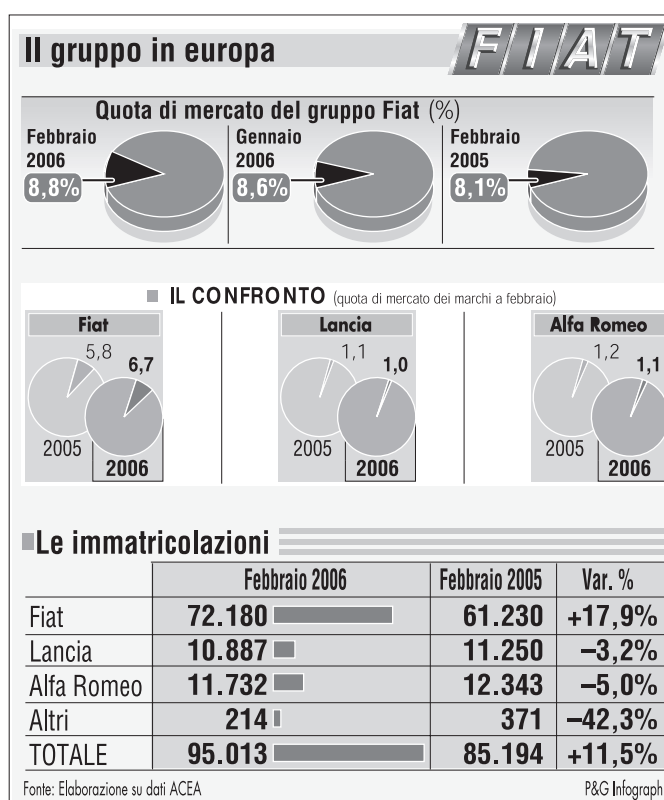 Il gruppo in europa
FIAT
Quota di mercato del gruppo Fiat (%)
Febbraio
2006
8,8%
Gennaio
2006
8,6%
Febbraio
2005
8,1%
IL CONFRONTO (quota di mercato dei marchi a febbraio)
Fiat
5,8
6,7
2005
2006
Lancia
1,1
1,0
2005
2006
Alfa Romeo
1,2
1,1
2005
2006
Le immatricolazioni
Febbraio 2006 Febbraio 2005 Var. %
Fiat 72.180 61.230 +17,9%
Lancia 10.887 11.250 –3,2%
Alfa Romeo 11.732 12.343 –5,0%
Altri 214 371 –42,3%
TOTALE 95.013 85.194 +11,5%
Fonte: Elaborazione su dati ACEA P&G Infograph